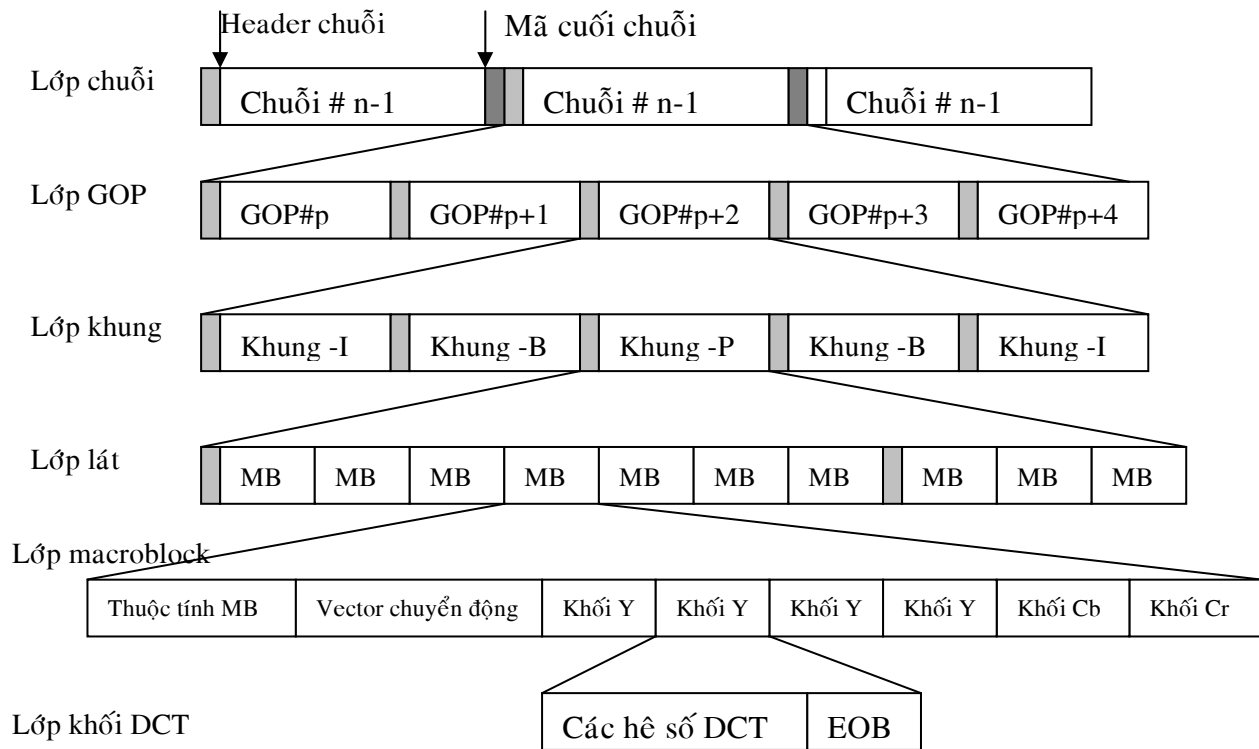 Header chuỗi
Mã cuối chuỗi
Lớp chuỗi
Chuỗi # n-1
Chuỗi # n-1
Chuỗi # n-1
Lớp GOP
GOP#p
GOP#p+1
GOP#p+2
GOP#p+3
GOP#p+4
Lớp khung
Khung -I
Khung -B
Khung -P
Khung -B
Khung -I
Lớp lát
MB
MB
MB
MB
MB
MB
MB
MB
MB
MB
Lớp macroblock
Thuộc tính MB
Vector chuyển động
Khối Y
Khối Y
Khối Y
Khối Y
Khối Cb
Khối Cr
Lớp khối DCT
Các hê số DCT
EOB